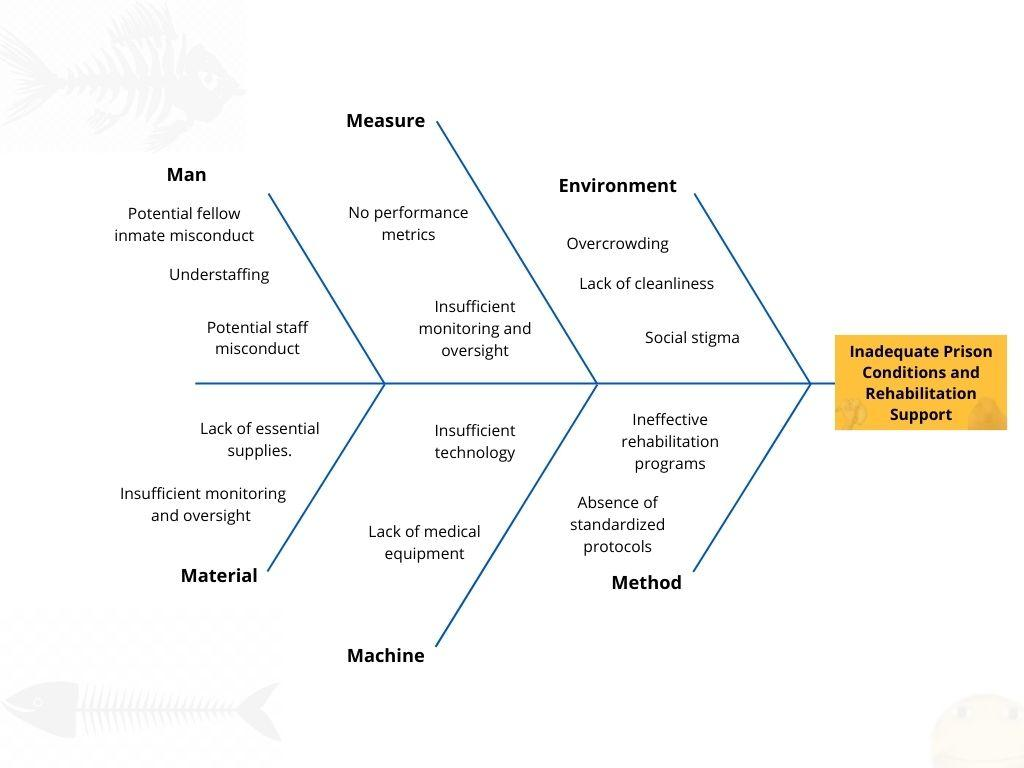 Measure
Man
Environment
Potential fellow
inmate misconduct
No performance
metrics
Overcrowding
Understaffing
Lack of cleanliness
Insufficient
monitoring and
oversight
Potential staff
misconduct
Social stigma
Inadequate Prison
Conditions and
Rehabilitation
Support
Lack of essential
supplies.
Insufficient
technology
Ineffective
rehabilitation
programs
Insufficient monitoring
and oversight
Lack of medical
equipment
Absence of
standardized
protocols
Material
Method
Machine